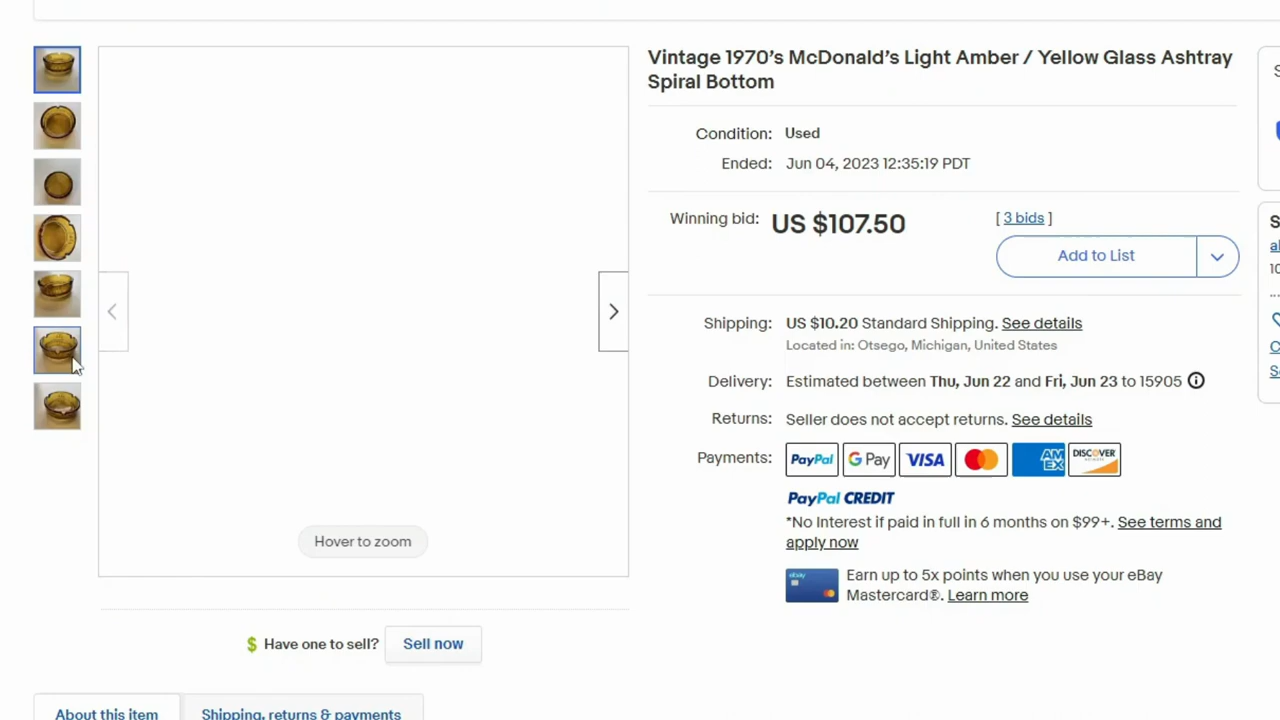 Vintage 1970's McDonald's Light Amber / Yellow Glass Ashtray
Spiral Bottom
Condition: Used
Ended: Jun 04, 2023 12:35:19 PDT
Winning bid: US $107.50 [ 3 bids ]
Add to List
Shipping: US $10.20 Standard Shipping. See details
Located in: Otsego, Michigan, United States
Delivery: Estimated between Thu, Jun 22 and Fri, Jun 23 to 15905
Returns: Seller does not accept returns. See details
Payments: PayPal G Pay VISA AM EX DISCOVER
PayPal CREDIT
*No Interest if paid in full in 6 months on $99+. See terms and
apply now
ebay Earn up to 5x points when you use your eBay
Mastercard®. Learn more
Hover to zoom
$ Have one to sell? Sell now
About this item Shipping, returns & payments